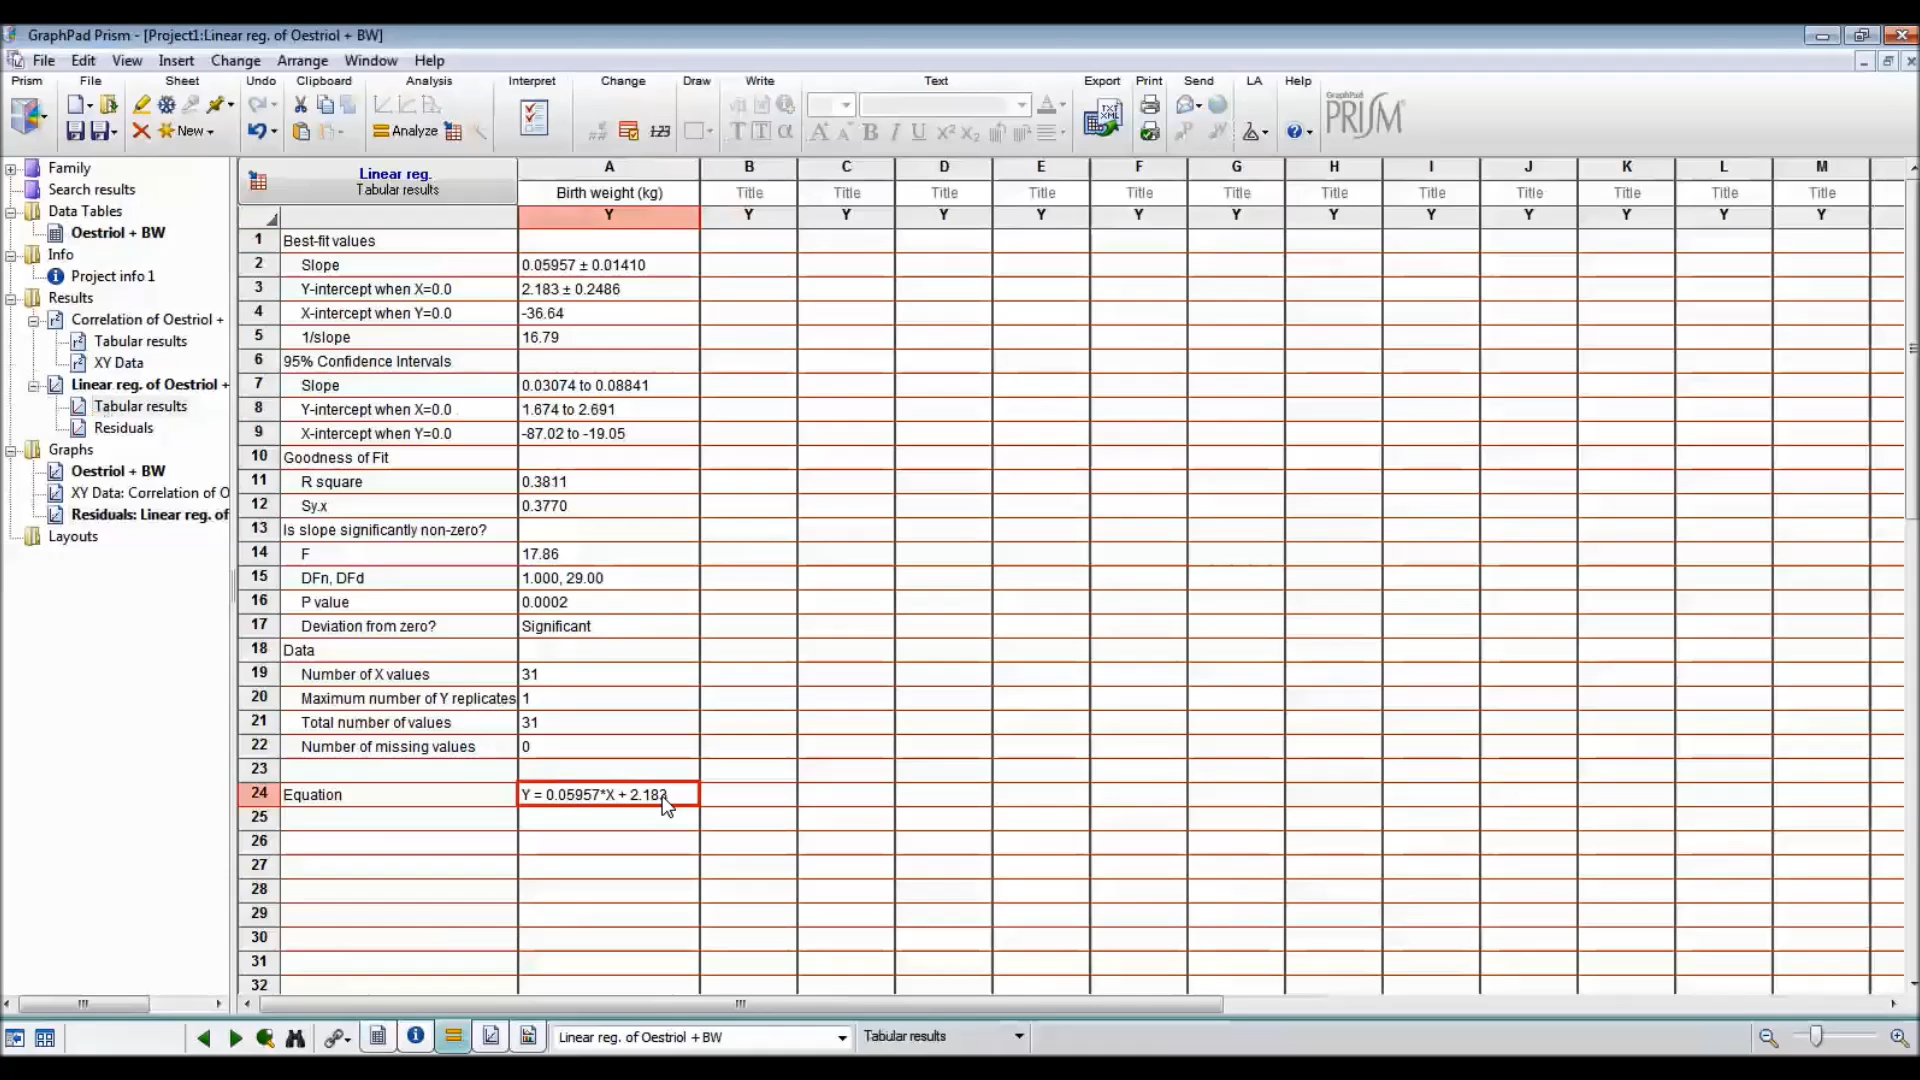 GraphPad Prism - [Project1:Linear reg. of Oestriol + BW]
File Edit View Insert Change Arrange Window Help
Prism File Sheet Undo Clipboard Analysis Interpret Change Draw Write Text Export Print Send LA Help
New Analyze
GraphPad PRISM
Family
Search results
Data Tables
Oestriol + BW
Info
Project info 1
Results
Correlation of Oestriol +
Tabular results
XY Data
Linear reg. of Oestriol +
Tabular results
Residuals
Graphs
Oestriol + BW
XY Data: Correlation of O
Residuals: Linear reg. of
Layouts
Linear reg.
Tabular results
A B C D E F G H I J K L M
Birth weight (kg) Title Title Title Title Title Title Title Title Title Title Title Title
Y Y Y Y Y Y Y Y Y Y Y Y Y
1 Best-fit values
2 Slope 0.05957 ± 0.01410
3 Y-intercept when X=0.0 2.183 ± 0.2486
4 X-intercept when Y=0.0 -36.64
5 1/slope 16.79
6 95% Confidence Intervals
7 Slope 0.03074 to 0.08841
8 Y-intercept when X=0.0 1.674 to 2.691
9 X-intercept when Y=0.0 -87.02 to -19.05
10 Goodness of Fit
11 R square 0.3811
12 Sy.x 0.3770
13 Is slope significantly non-zero?
14 F 17.86
15 DFn, DFd 1.000, 29.00
16 P value 0.0002
17 Deviation from zero? Significant
18 Data
19 Number of X values 31
20 Maximum number of Y replicates 1
21 Total number of values 31
22 Number of missing values 0
23
24 Equation Y = 0.05957*X + 2.183
25
26
27
28
29
30
31
32
Linear reg. of Oestriol + BW Tabular results